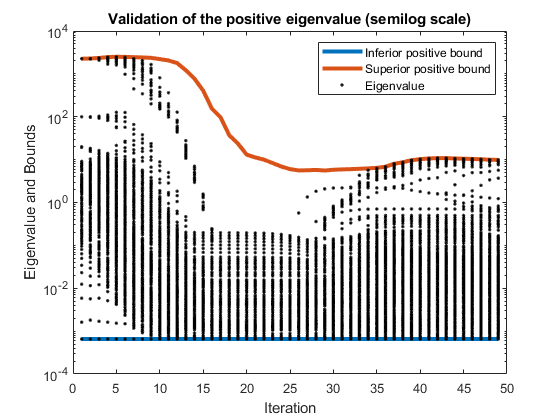 Validation of the positive eigenvalue (semilog scale)
10^4
10^2
10^0
10^-2
10^-4
Eigenvalue and Bounds
Inferior positive bound
Superior positive bound
Eigenvalue
0 5 10 15 20 25 30 35 40 45 50
Iteration